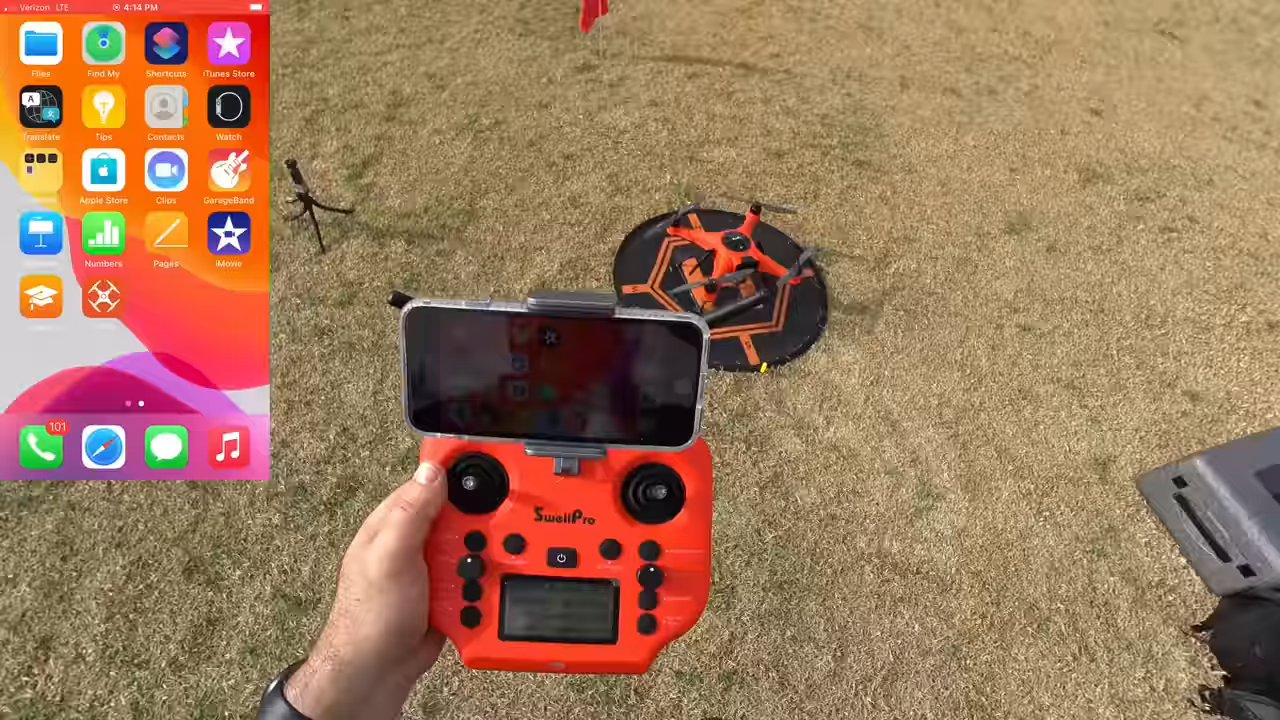 Verizon LTE 4:14 PM
Files Find My Shortcuts iTunes Store
A
Translate Tips Contacts Watch
Apple Store Clips GarageBand
Numbers Pages iMovie
101
SwellPro